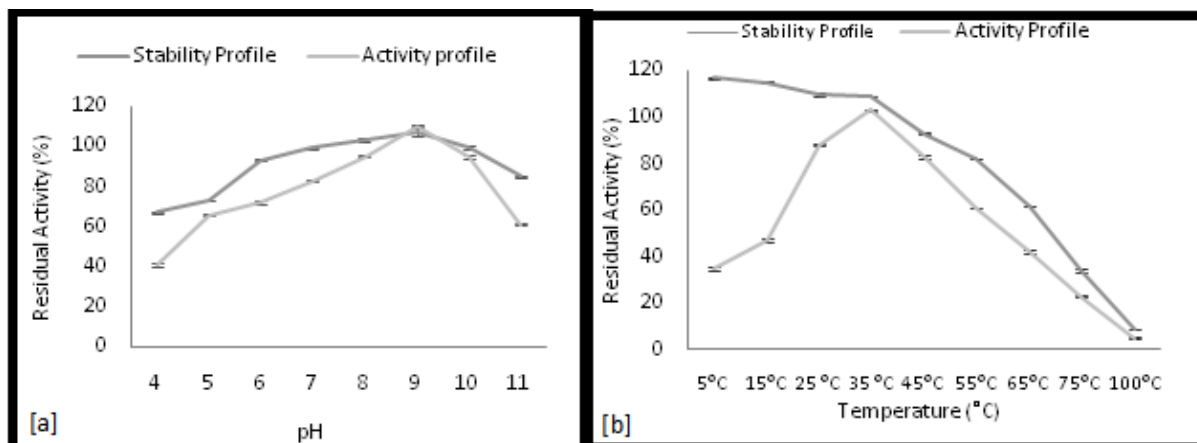 Stability Profile Activity profile
120
100
80
60
40
20
0
Residual Activity (%)
4 5 6 7 8 9 10 11
pH
[a]
Stability Profile Activity Profile
120
100
80
60
40
20
0
Residual Activity (%)
5°C 15°C 25 °C 35 °C 45°C 55°C 65°C 75°C 100°C
Temperature (°C)
[b]